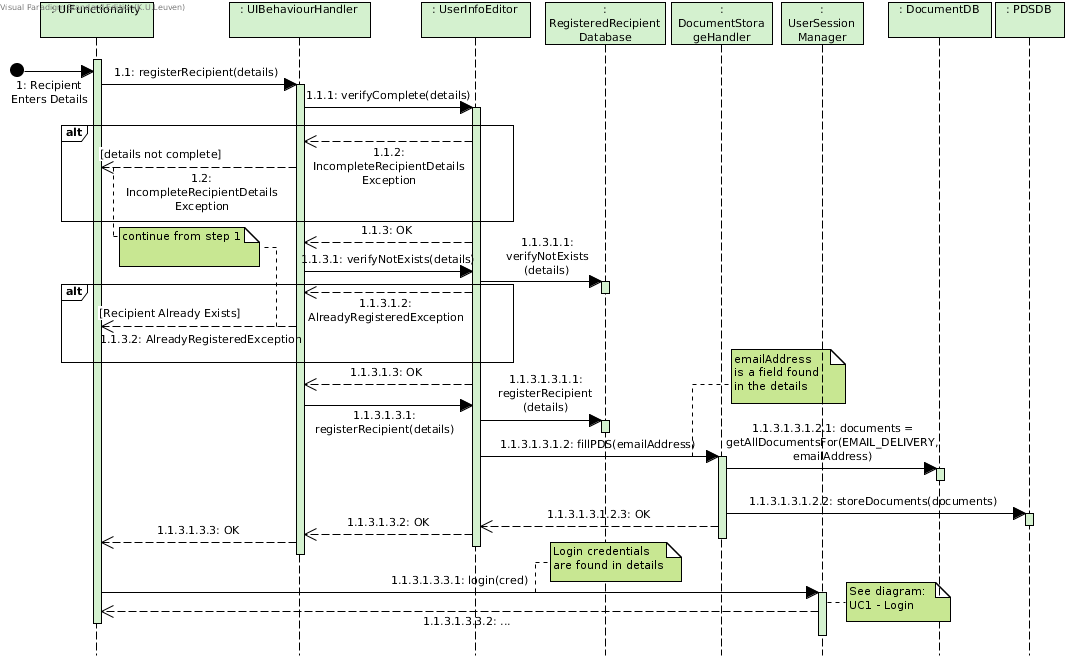 Visual Paradigm Standard Edition(K.U.Leuven)
: UIFunctionality
: UIBehaviourHandler
: UserInfoEditor
:
RegisteredRecipient
Database
:
DocumentStora
geHandler
:
UserSession
Manager
: DocumentDB
: PDSDB
1: Recipient
Enters Details
1.1: registerRecipient(details)
1.1.1: verifyComplete(details)
alt
[details not complete]
1.1.2:
IncompleteRecipientDetails
Exception
1.2:
IncompleteRecipientDetails
Exception
continue from step 1
1.1.3: OK
1.1.3.1: verifyNotExists(details)
1.1.3.1.1:
verifyNotExists
(details)
alt
[Recipient Already Exists]
1.1.3.1.2:
AlreadyRegisteredException
1.1.3.2: AlreadyRegisteredException
1.1.3.1.3: OK
1.1.3.1.3.1:
registerRecipient(details)
1.1.3.1.3.1.1:
registerRecipient
(details)
emailAddress
is a field found
in the details
1.1.3.1.3.1.2: fillPDS(emailAddress)
1.1.3.1.3.1.2.1: documents =
getAllDocumentsFor(EMAIL_DELIVERY,
emailAddress)
1.1.3.1.3.1.2.2: storeDocuments(documents)
1.1.3.1.3.1.2.3: OK
1.1.3.1.3.2: OK
1.1.3.1.3.3: OK
Login credentials
are found in details
1.1.3.1.3.3.1: login(cred)
See diagram:
UC1 - Login
1.1.3.1.3.3.2: ...